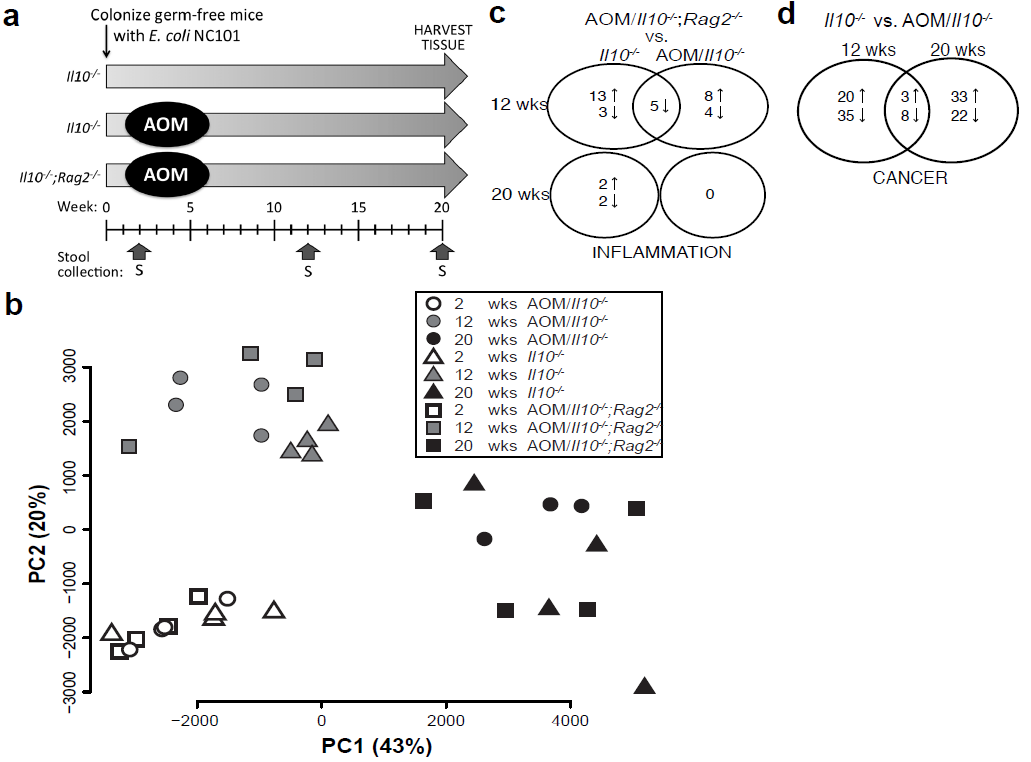 a
Colonize germ-free mice
with E. coli NC101
HARVEST
TISSUE
Il10-/-
Il10-/-
AOM
Il10-/-;Rag2-/-
AOM
Week: 0 5 10 15 20
Stool
collection: S S S
c
AOM/Il10-/-;Rag2-/-
vs.
Il10-/- AOM/Il10-/-
12 wks
13↑ 8↑
3↓ 5↓ 4↓
20 wks
2↑
2↓ 0
INFLAMMATION
d
Il10-/- vs. AOM/Il10-/-
12 wks 20 wks
20↑ 3↑ 33↑
35↓ 8↓ 22↓
CANCER
b
2 wks AOM/Il10-/-
12 wks AOM/Il10-/-
20 wks AOM/Il10-/-
2 wks Il10-/-
12 wks Il10-/-
20 wks Il10-/-
2 wks AOM/Il10-/-;Rag2-/-
12 wks AOM/Il10-/-;Rag2-/-
20 wks AOM/Il10-/-;Rag2-/-
PC2 (20%)
3000
2000
1000
0
−1000
−2000
−3000
−2000 0 2000 4000
PC1 (43%)